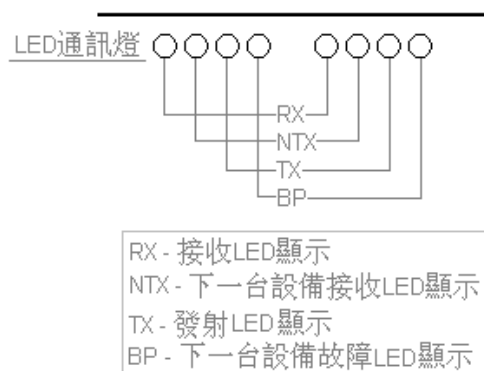 LED通訊燈
RX
NTX
TX
BP
RX - 接收LED顯示
NTX - 下一台設備接收LED顯示
TX - 發射LED顯示
BP - 下一台設備故障LED顯示